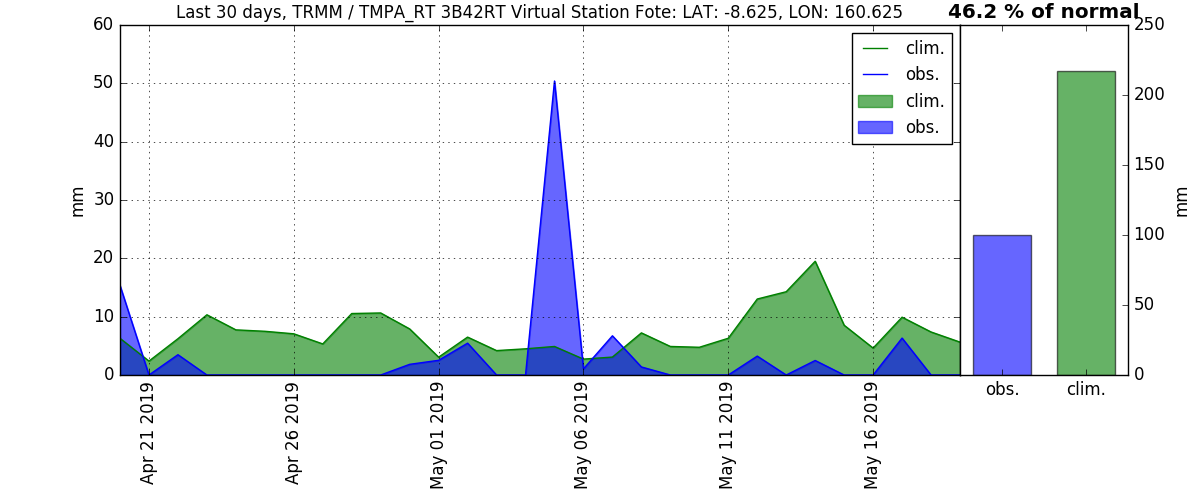 Last 30 days, TRMM / TMPA_RT 3B42RT Virtual Station Fote: LAT: -8.625, LON: 160.625
46.2 % of normal
60
50
40
30
20
10
0
mm
clim.
obs.
clim.
obs.
250
200
150
100
50
0
mm
Apr 21 2019
Apr 26 2019
May 01 2019
May 06 2019
May 11 2019
May 16 2019
obs.
clim.